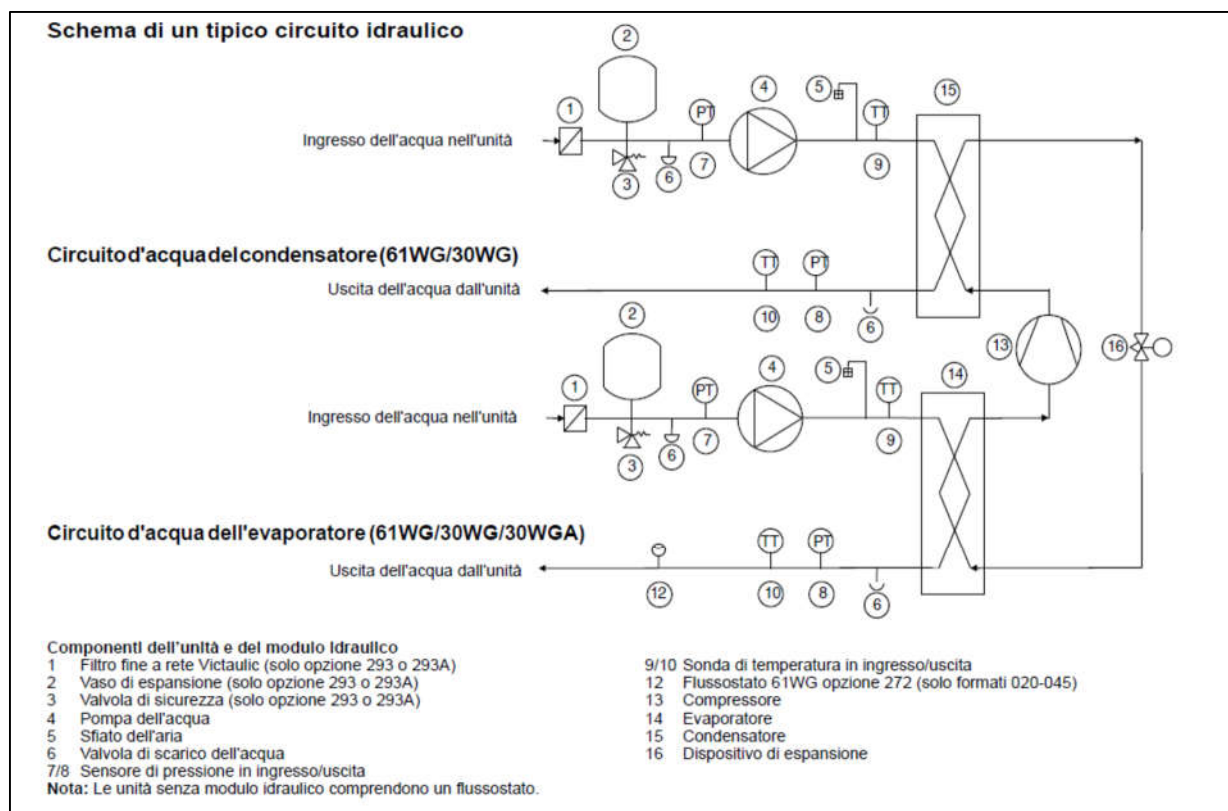 Schema di un tipico circuito idraulico
2
1
4
5
15
PT
TT
Ingresso dell'acqua nell'unità
3
6
7
9
Circuito d'acqua del condensatore (61WG/30WG)
TT
PT
Uscita dell'acqua dall'unità
10
8
6
2
13
16
1
4
5
14
PT
TT
Ingresso dell'acqua nell'unità
3
6
7
9
Circuito d'acqua dell'evaporatore (61WG/30WG/30WGA)
TT
PT
Uscita dell'acqua dall'unità
12
10
8
6
Componenti dell'unità e del modulo idraulico
1 Filtro fine a rete Victaulic (solo opzione 293 o 293A)
2 Vaso di espansione (solo opzione 293 o 293A)
3 Valvola di sicurezza (solo opzione 293 o 293A)
4 Pompa dell'acqua
5 Sfiato dell'aria
6 Valvola di scarico dell'acqua
7/8 Sensore di pressione in ingresso/uscita
Nota: Le unità senza modulo idraulico comprendono un flussostato.
9/10 Sonda di temperatura in ingresso/uscita
12 Flussostato 61WG opzione 272 (solo formati 020-045)
13 Compressore
14 Evaporatore
15 Condensatore
16 Dispositivo di espansione